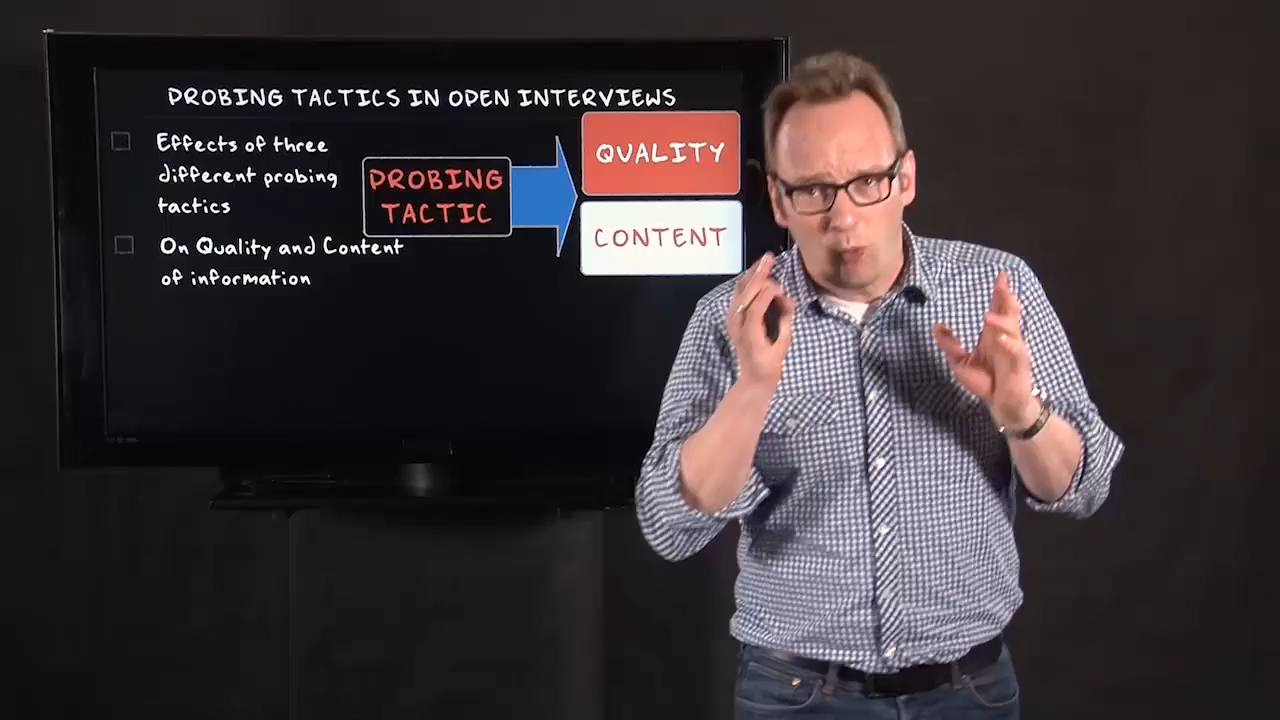 PROBING TACTICS IN OPEN INTERVIEWS
Effects of three
different probing
tactics
On Quality and Content
of information
PROBING
TACTIC
QUALITY
CONTENT